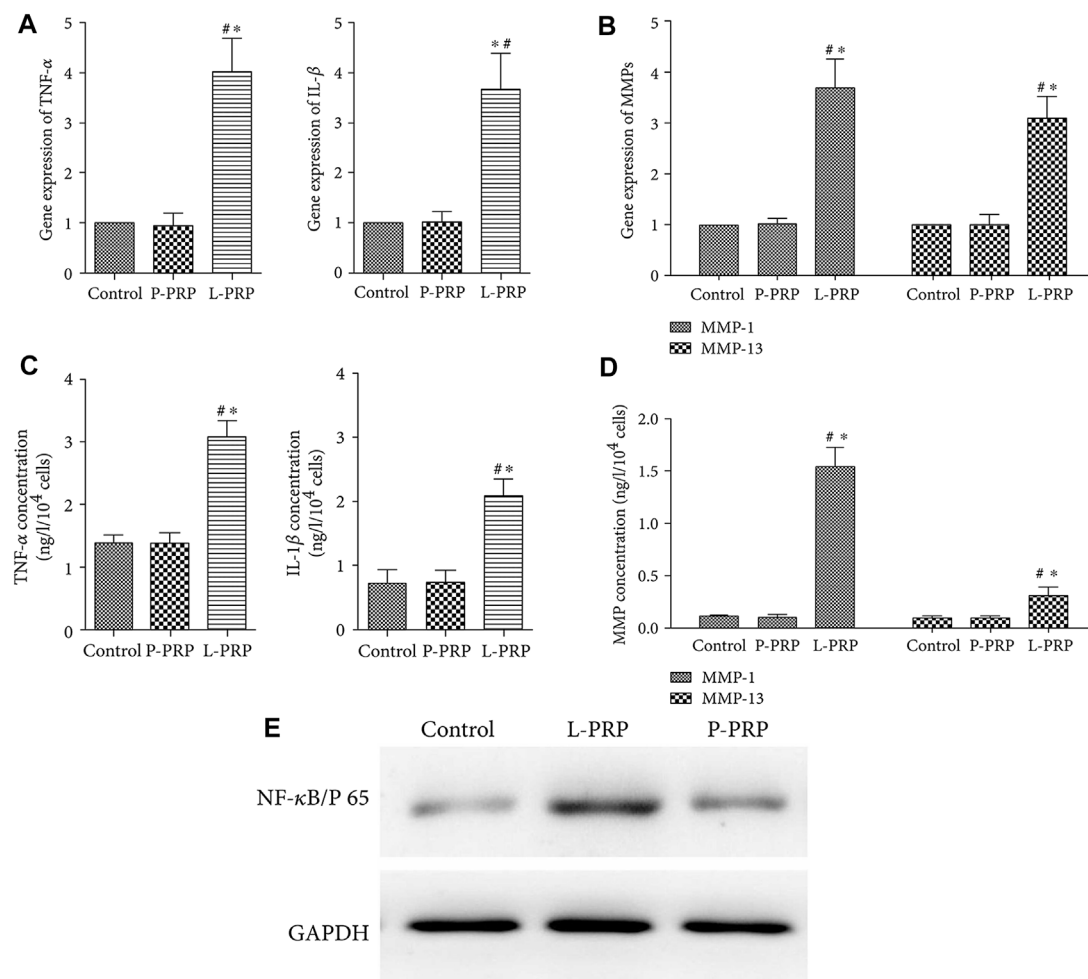 A
Gene expression of TNF-α
5
4
3
2
1
0
# *
Control P-PRP L-PRP
Gene expression of IL-β
5
4
3
2
1
0
* #
Control P-PRP L-PRP
B
Gene expression of MMPs
5
4
3
2
1
0
# *
# *
Control P-PRP L-PRP Control P-PRP L-PRP
MMP-1
MMP-13
C
TNF-α concentration
(ng/l/10⁴ cells)
4
3
2
1
0
# *
Control P-PRP L-PRP
IL-1β concentration
(ng/l/10⁴ cells)
4
3
2
1
0
# *
Control P-PRP L-PRP
D
MMP concentration (ng/l/10⁴ cells)
2.0
1.5
1.0
0.5
0.0
# *
# *
Control P-PRP L-PRP Control P-PRP L-PRP
MMP-1
MMP-13
E
Control L-PRP P-PRP
NF-κB/P 65
GAPDH